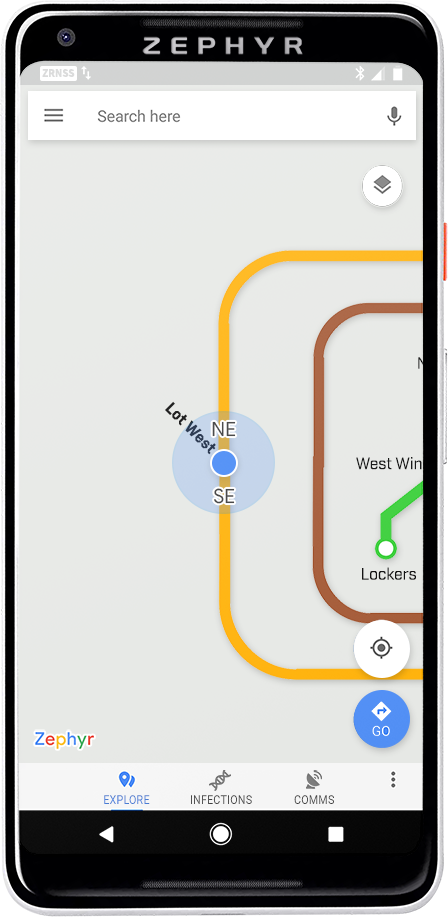 ZEPHYR
ZRNSS
Search here
N
Lot West
NE
West Win
SE
Lockers
GO
Zephyr
EXPLORE
INFECTIONS
COMMS